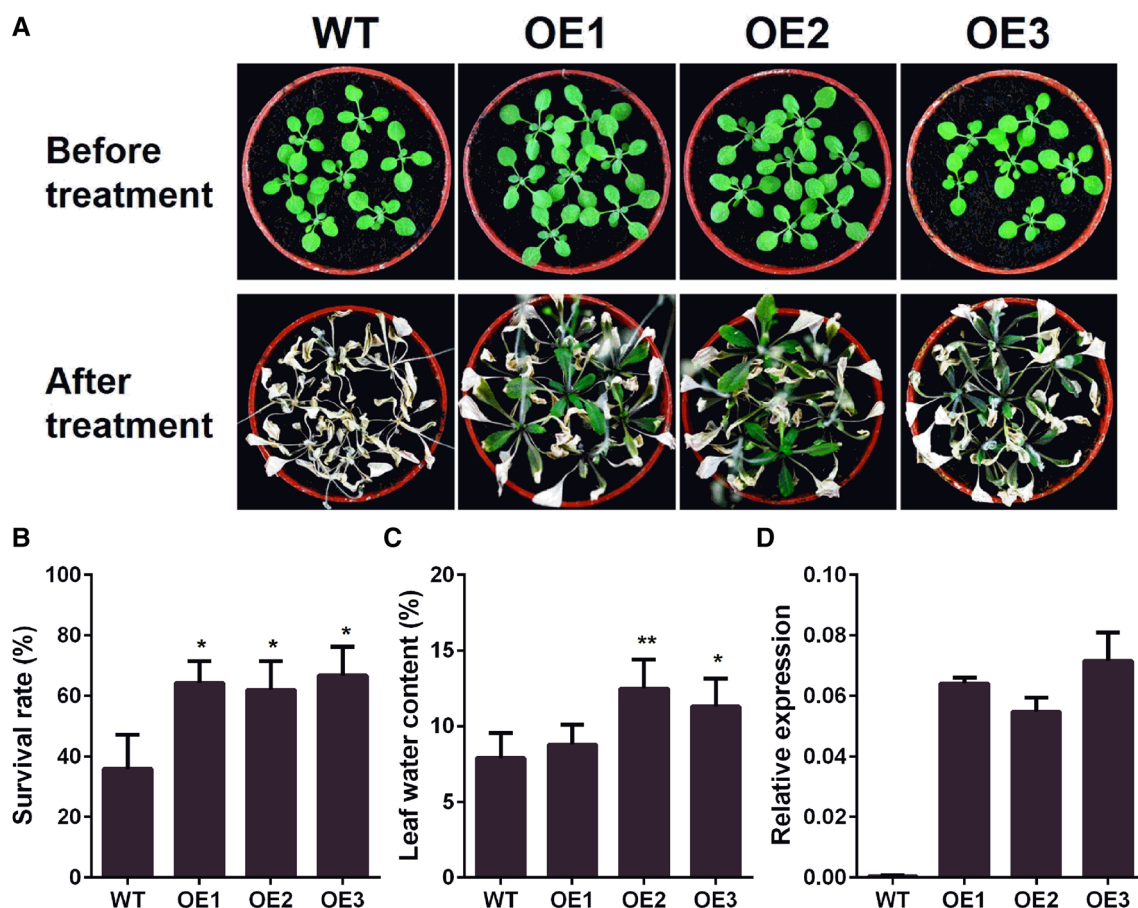 A
WT OE1 OE2 OE3
Before
treatment
After
treatment
B
Survival rate (%)
100
80
60
40
20
0
* * *
WT OE1 OE2 OE3
C
Leaf water content (%)
20
15
10
5
0
** *
WT OE1 OE2 OE3
D
Relative expression
0.10
0.08
0.06
0.04
0.02
0.00
WT OE1 OE2 OE3